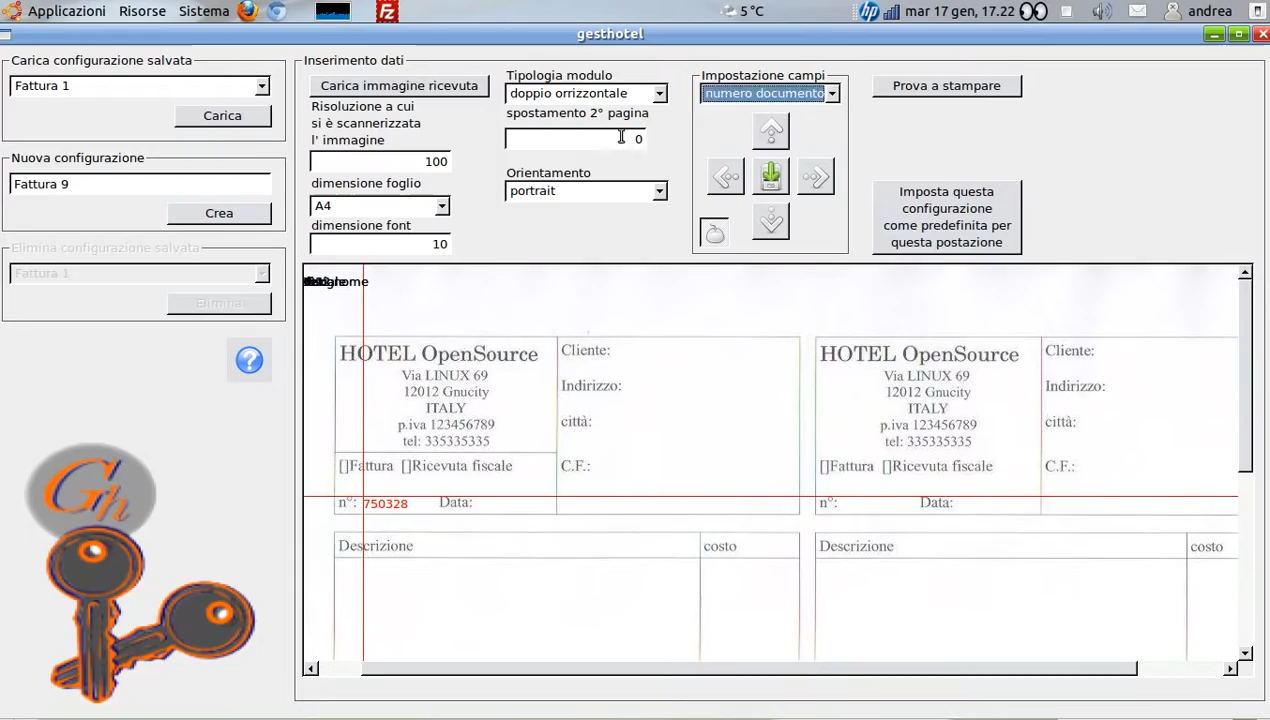 Applicazioni Risorse Sistema 5 °C mar 17 gen, 17.22 andrea
gesthotel
Carica configurazione salvata
Fattura 1
Carica
Nuova configurazione
Fattura 9
Crea
Elimina configurazione salvata
Fattura 1
Elimina
Inserimento dati
Carica immagine ricevuta
Risoluzione a cui
si è scannerizzata
l' immagine
100
dimensione foglio
A4
dimensione font
10
Tipologia modulo
doppio orrizzontale
spostamento 2° pagina
0
Orientamento
portrait
Impostazione campi
numero documento
Prova a stampare
Imposta questa
configurazione
come predefinita per
questa postazione
HOTEL OpenSource
Via LINUX 69
12012 Gnucity
ITALY
p.iva 123456789
tel: 335335335
[]Fattura []Ricevuta fiscale
n°: 750328 Data:
Cliente:
Indirizzo:
città:
C.F.:
Descrizione costo
HOTEL OpenSource
Via LINUX 69
12012 Gnucity
ITALY
p.iva 123456789
tel: 335335335
[]Fattura []Ricevuta fiscale
n°: Data:
Cliente:
Indirizzo:
città:
C.F.:
Descrizione costo
Gh